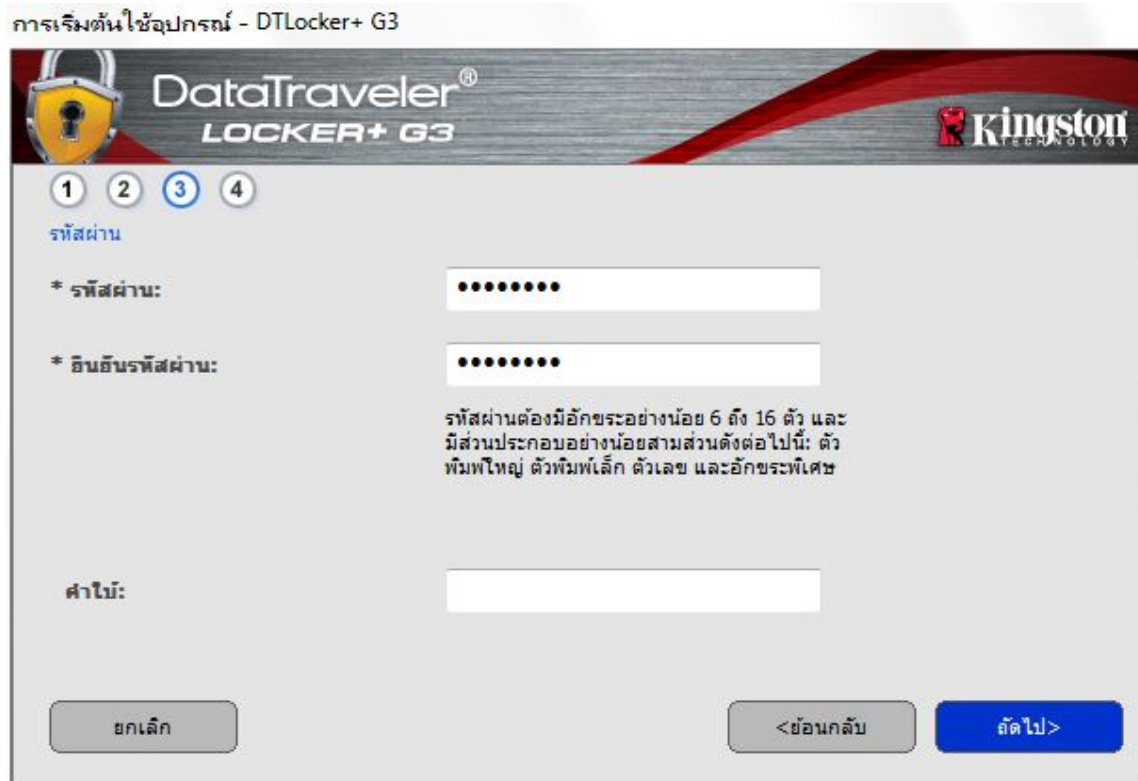 การเริ่มต้นใช้อุปกรณ์ - DTLocker+ G3
DataTraveler®
LOCKER+ G3
Kingston
TECHNOLOGY
1 2 3 4
รหัสผ่าน
* รหัสผ่าน:
* ยืนยันรหัสผ่าน:
รหัสผ่านต้องมีอักขระอย่างน้อย 6 ถึง 16 ตัว และ
มีส่วนประกอบอย่างน้อยสามส่วนดังต่อไปนี้: ตัว
พิมพ์ใหญ่ ตัวพิมพ์เล็ก ตัวเลข และอักขระพิเศษ
คำใบ้:
ยกเลิก
<ย้อนกลับ
ถัดไป>